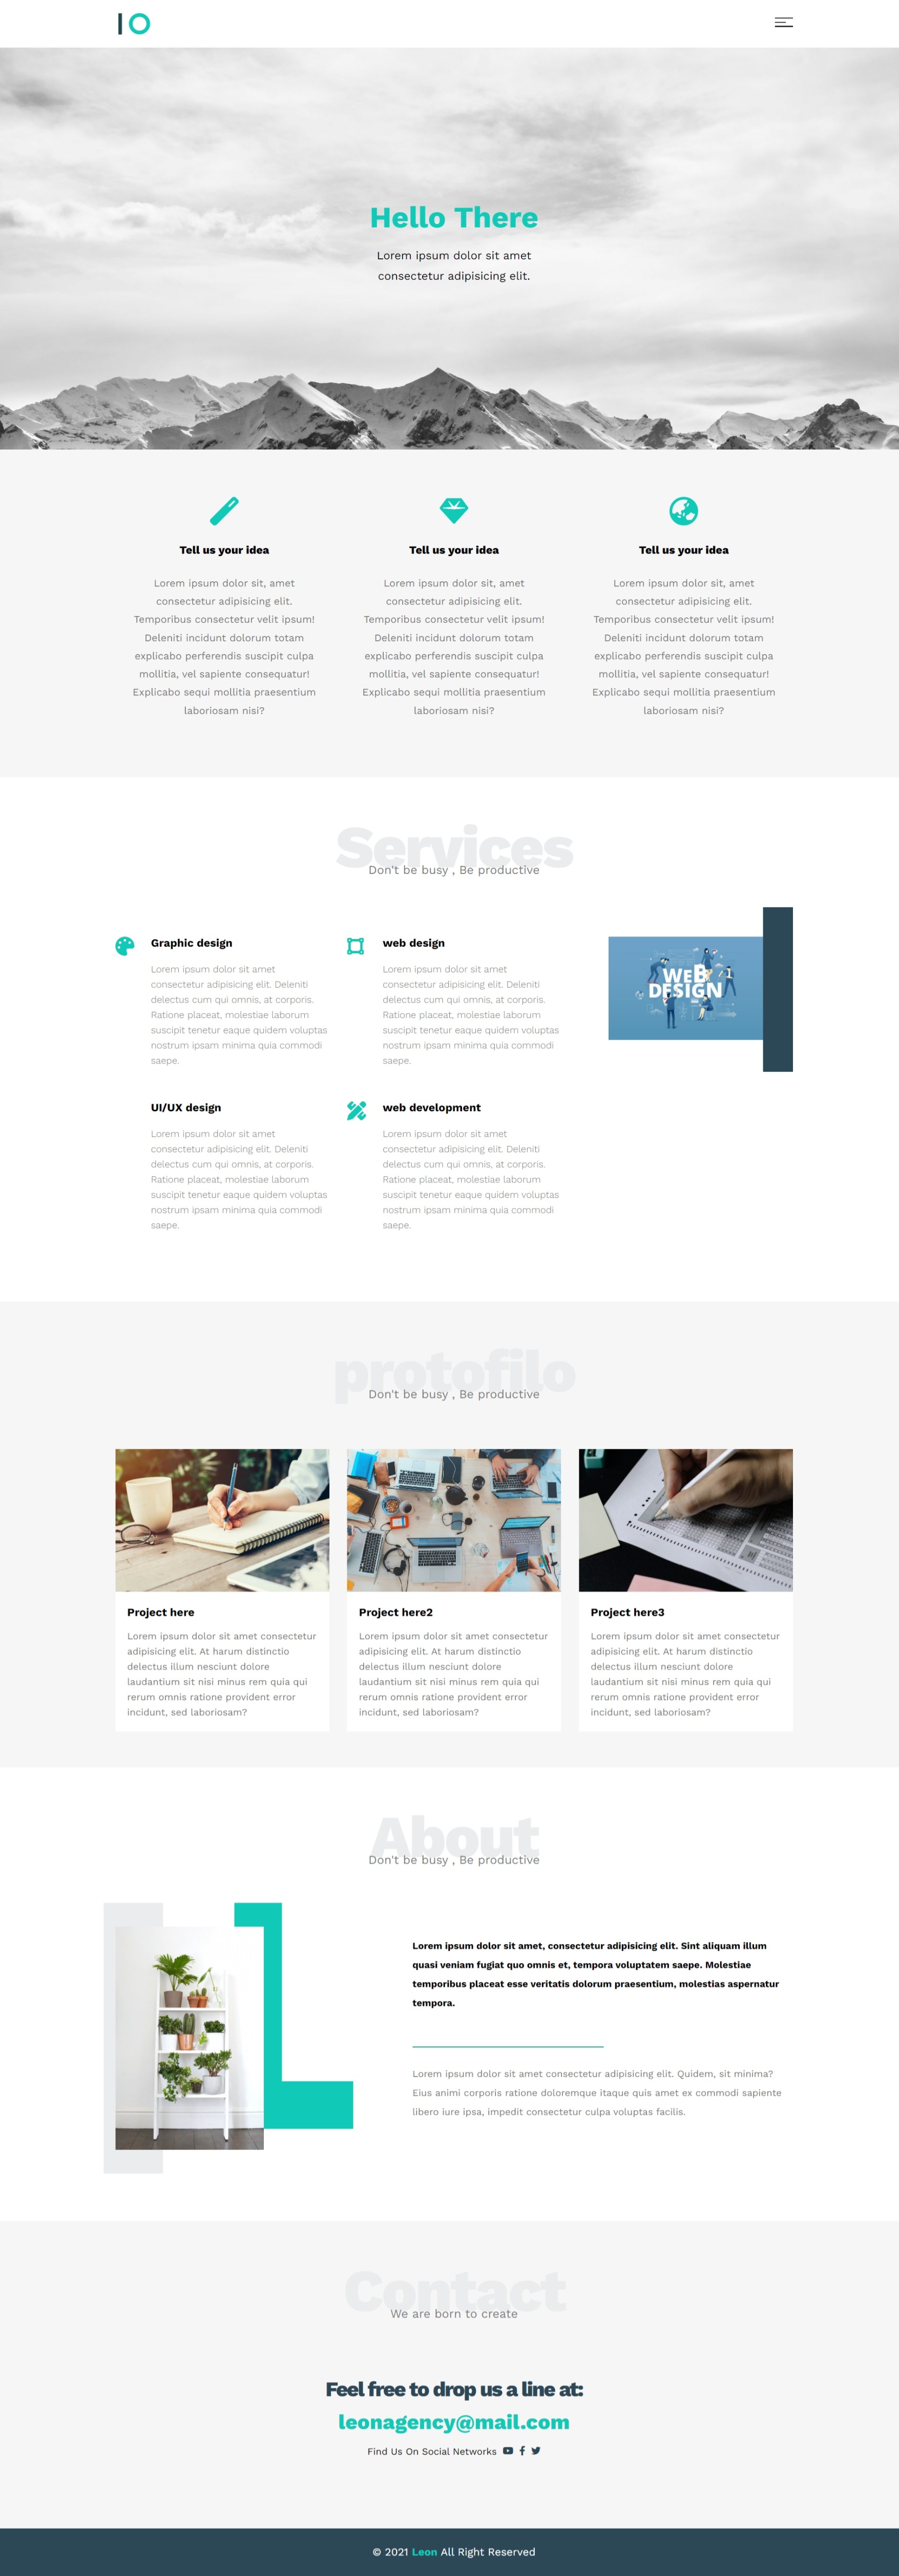 IO
Hello There
Lorem ipsum dolor sit amet
consectetur adipisicing elit.
Tell us your idea
Lorem ipsum dolor sit, amet
consectetur adipisicing elit.
Temporibus consectetur velit ipsum!
Deleniti incidunt dolorum totam
explicabo perferendis suscipit culpa
mollitia, vel sapiente consequatur!
Explicabo sequi mollitia praesentium
laboriosam nisi?
Tell us your idea
Lorem ipsum dolor sit, amet
consectetur adipisicing elit.
Temporibus consectetur velit ipsum!
Deleniti incidunt dolorum totam
explicabo perferendis suscipit culpa
mollitia, vel sapiente consequatur!
Explicabo sequi mollitia praesentium
laboriosam nisi?
Tell us your idea
Lorem ipsum dolor sit, amet
consectetur adipisicing elit.
Temporibus consectetur velit ipsum!
Deleniti incidunt dolorum totam
explicabo perferendis suscipit culpa
mollitia, vel sapiente consequatur!
Explicabo sequi mollitia praesentium
laboriosam nisi?
Services
Don't be busy , Be productive
Graphic design
Lorem ipsum dolor sit amet
consectetur adipisicing elit. Deleniti
delectus cum qui omnis, at corporis.
Ratione placeat, molestiae laborum
suscipit tenetur eaque quidem voluptas
nostrum ipsam minima quia commodi
saepe.
web design
Lorem ipsum dolor sit amet
consectetur adipisicing elit. Deleniti
delectus cum qui omnis, at corporis.
Ratione placeat, molestiae laborum
suscipit tenetur eaque quidem voluptas
nostrum ipsam minima quia commodi
saepe.
WEB
DESIGN
UI/UX design
Lorem ipsum dolor sit amet
consectetur adipisicing elit. Deleniti
delectus cum qui omnis, at corporis.
Ratione placeat, molestiae laborum
suscipit tenetur eaque quidem voluptas
nostrum ipsam minima quia commodi
saepe.
web development
Lorem ipsum dolor sit amet
consectetur adipisicing elit. Deleniti
delectus cum qui omnis, at corporis.
Ratione placeat, molestiae laborum
suscipit tenetur eaque quidem voluptas
nostrum ipsam minima quia commodi
saepe.
protofilo
Don't be busy , Be productive
Project here
Lorem ipsum dolor sit amet consectetur
adipisicing elit. At harum distinctio
delectus illum nesciunt dolore
laudantium sit nisi minus rem quia qui
rerum omnis ratione provident error
incidunt, sed laboriosam?
Project here2
Lorem ipsum dolor sit amet consectetur
adipisicing elit. At harum distinctio
delectus illum nesciunt dolore
laudantium sit nisi minus rem quia qui
rerum omnis ratione provident error
incidunt, sed laboriosam?
Project here3
Lorem ipsum dolor sit amet consectetur
adipisicing elit. At harum distinctio
delectus illum nesciunt dolore
laudantium sit nisi minus rem quia qui
rerum omnis ratione provident error
incidunt, sed laboriosam?
About
Don't be busy , Be productive
Lorem ipsum dolor sit amet, consectetur adipisicing elit. Sint aliquam illum
quasi veniam fugiat quo omnis et, tempora voluptatem saepe. Molestiae
temporibus placeat esse veritatis dolorum praesentium, molestias aspernatur
tempora.
Lorem ipsum dolor sit amet consectetur adipisicing elit. Quidem, sit minima?
Eius animi corporis ratione doloremque itaque quis amet ex commodi sapiente
libero iure ipsa, impedit consectetur culpa voluptas facilis.
Contact
We are born to create
Feel free to drop us a line at:
leonagency@mail.com
Find Us On Social Networks
© 2021 Leon All Right Reserved